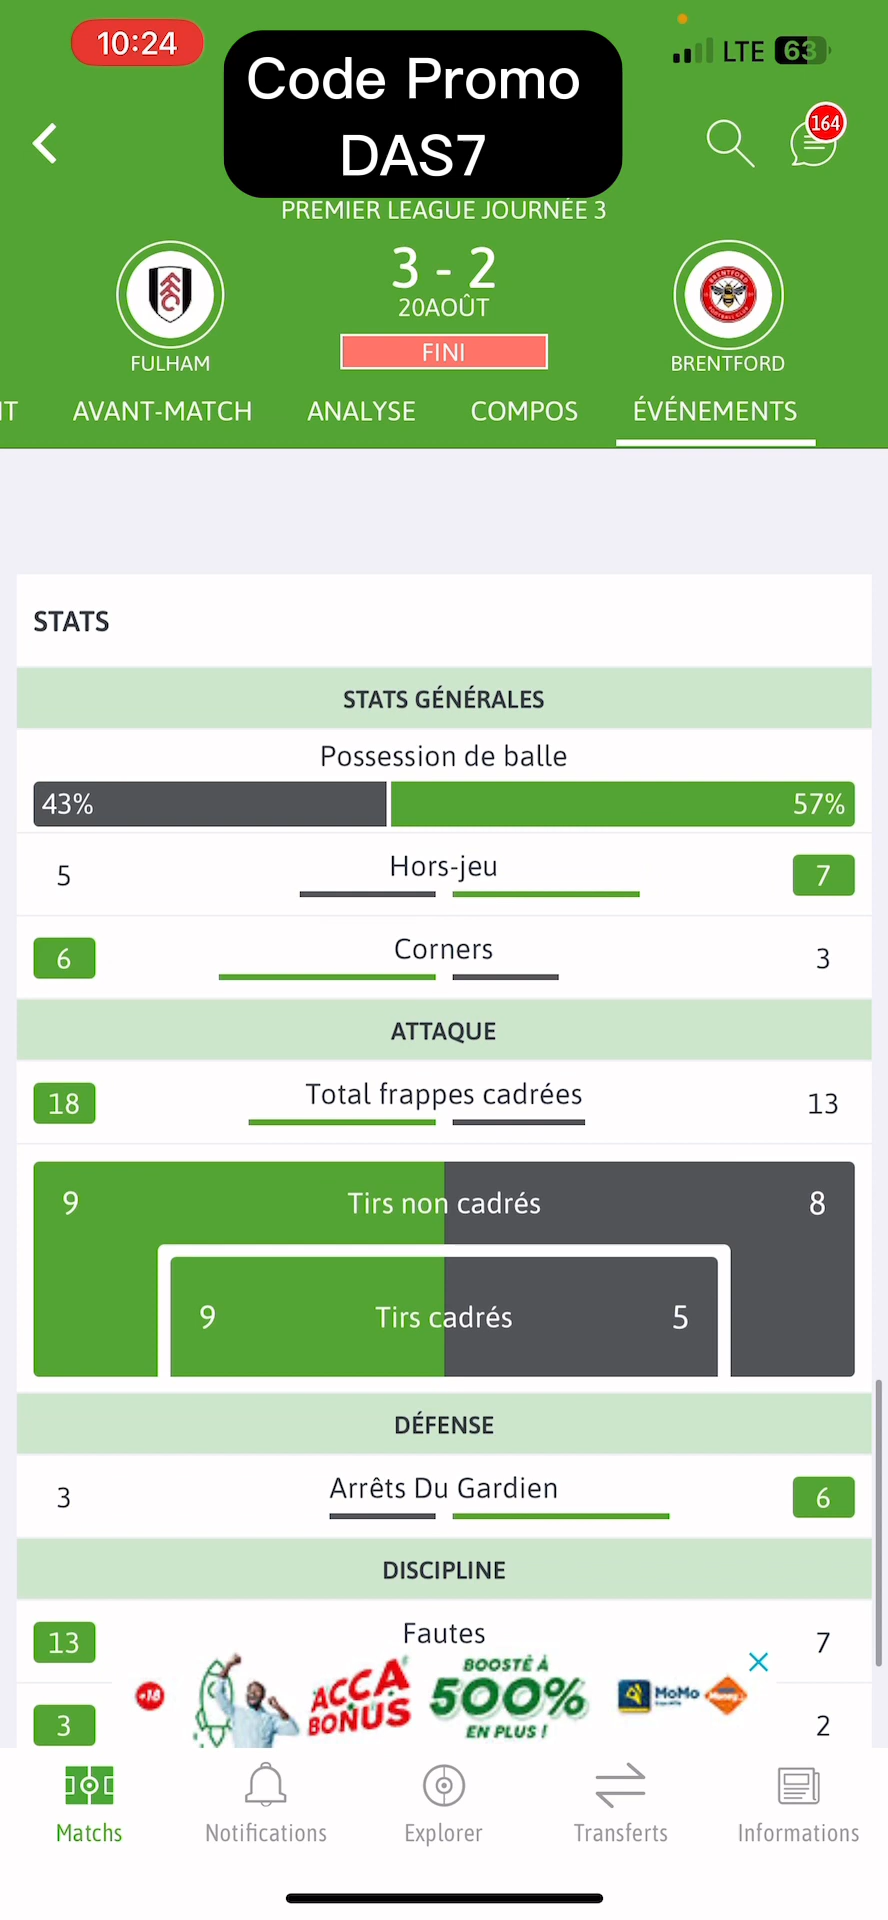 10:24
LTE 63
Code Promo
DAS7
164
PREMIER LEAGUE JOURNÉE 3
3 - 2
20AOÛT
FINI
FULHAM
BRENTFORD
IT AVANT-MATCH ANALYSE COMPOS ÉVÉNEMENTS
STATS
STATS GÉNÉRALES
Possession de balle
43% 57%
5 Hors-jeu 7
6 Corners 3
ATTAQUE
18 Total frappes cadrées 13
9 Tirs non cadrés 8
9 Tirs cadrés 5
DÉFENSE
3 Arrêts Du Gardien 6
DISCIPLINE
13 Fautes 7
3 2
+18
ACCA
BONUS
BOOSTÉ À
500%
EN PLUS !
MoMo
Money
Matchs Notifications Explorer Transferts Informations